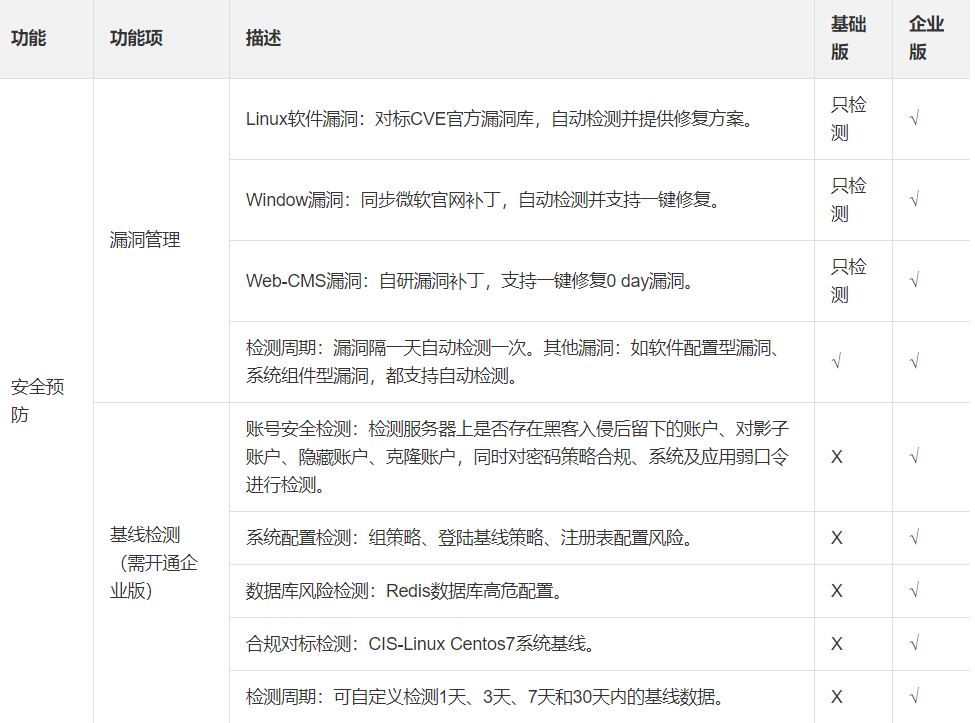 功能 功能项 描述 基础版 企业版
安全预防
漏洞管理
Linux软件漏洞：对标CVE官方漏洞库，自动检测并提供修复方案。 只检测 √
Window漏洞：同步微软官网补丁，自动检测并支持一键修复。 只检测 √
Web-CMS漏洞：自研漏洞补丁，支持一键修复0 day漏洞。 只检测 √
检测周期：漏洞隔一天自动检测一次。其他漏洞：如软件配置型漏洞、
系统组件型漏洞，都支持自动检测。 √ √
基线检测
（需开通企
业版）
账号安全检测：检测服务器上是否存在黑客入侵后留下的账户、对影子
账户、隐藏账户、克隆账户，同时对密码策略合规、系统及应用弱口令
进行检测。 X √
系统配置检测：组策略、登陆基线策略、注册表配置风险。 X √
数据库风险检测：Redis数据库高危配置。 X √
合规对标检测：CIS-Linux Centos7系统基线。 X √
检测周期：可自定义检测1天、3天、7天和30天内的基线数据。 X √